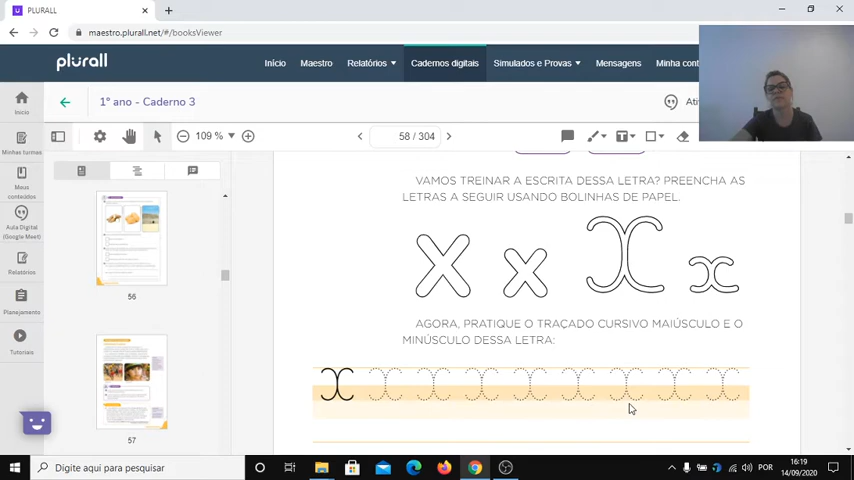 PLURALL
maestro.plurall.net/#/booksViewer
plurall
Início
Maestro
Relatórios
Cadernos digitais
Simulados e Provas
Mensagens
Minha cont
1º ano - Caderno 3
109 %
58 / 304
Inicio
Minhas turmas
Meus
conteúdos
Aula Digital
(Google Meet)
Relatórios
Planejamento
Tutoriais
56
57
VAMOS TREINAR A ESCRITA DESSA LETRA? PREENCHA AS
LETRAS A SEGUIR USANDO BOLINHAS DE PAPEL.
X x X x
AGORA, PRATIQUE O TRAÇADO CURSIVO MAIÚSCULO E O
MINÚSCULO DESSA LETRA:
X X X X X X X X X
Digite aqui para pesquisar
POR
16:19
14/09/2020